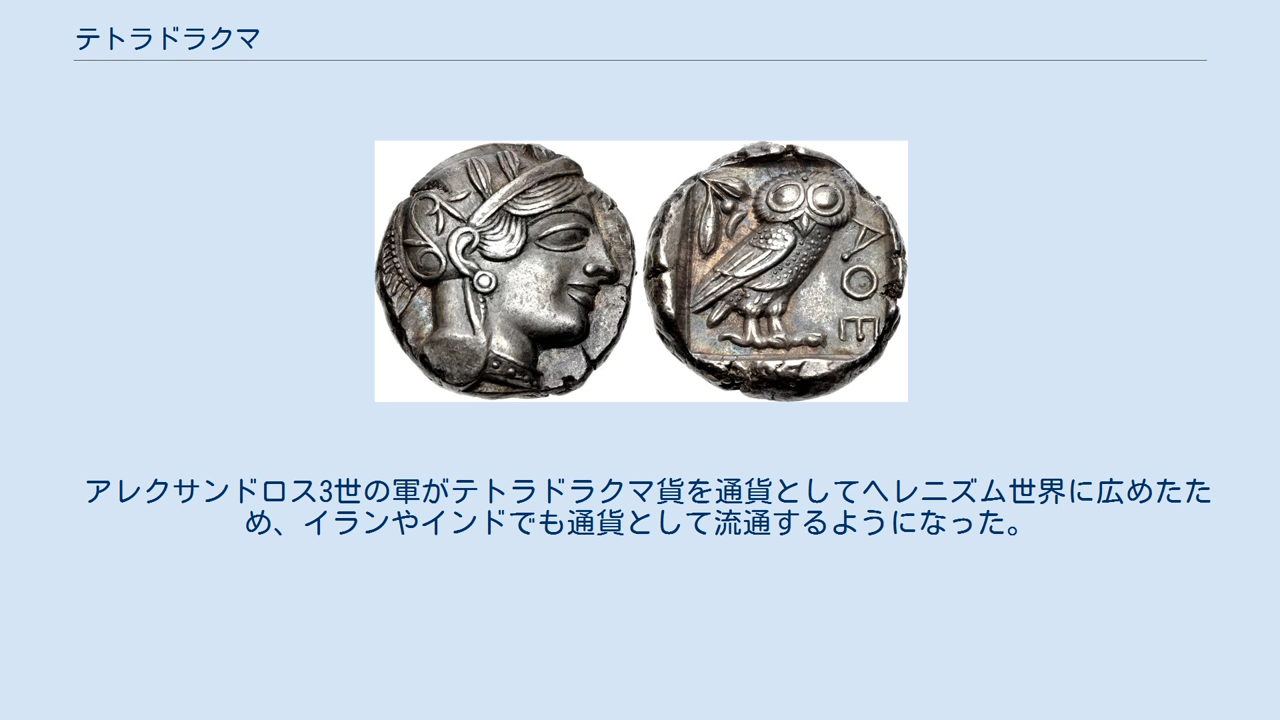 テトラドラクマ
ΑΘΕ
アレクサンドロス3世の軍がテトラドラクマ貨を通貨としてヘレニズム世界に広めたた
め、イランやインドでも通貨として流通するようになった。